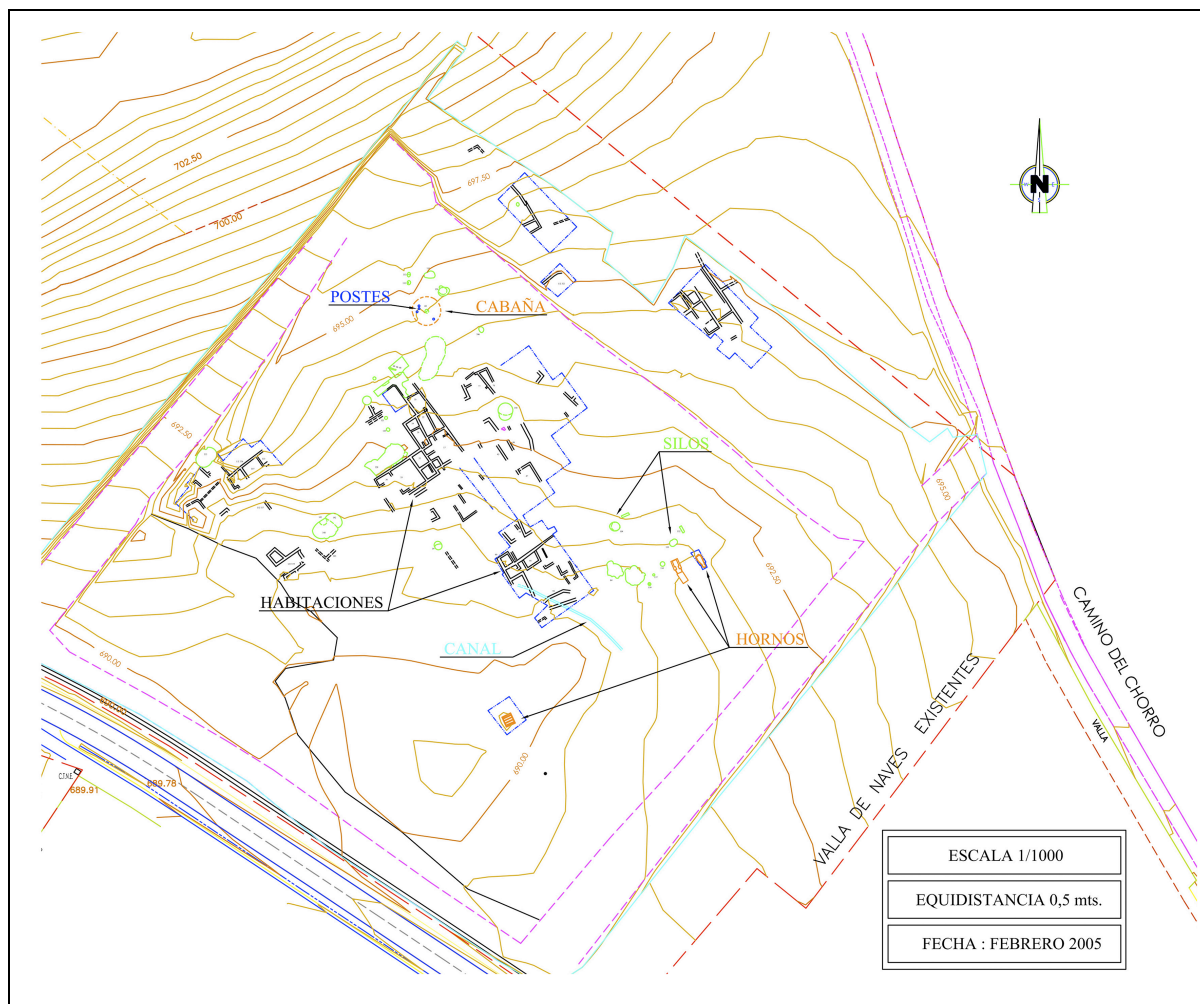 702.50
700.00
697.50
N
POSTES
CABAÑA
695.00
692.50
SILOS
695.00
692.50
HABITACIONES
CANAL
HORNOS
CAMINO DEL CHORRO
690.00
VALLA DE NAVES EXISTENTES
VALLA
690.00
689.78
689.91
ESCALA 1/1000
EQUIDISTANCIA 0,5 mts.
FECHA : FEBRERO 2005